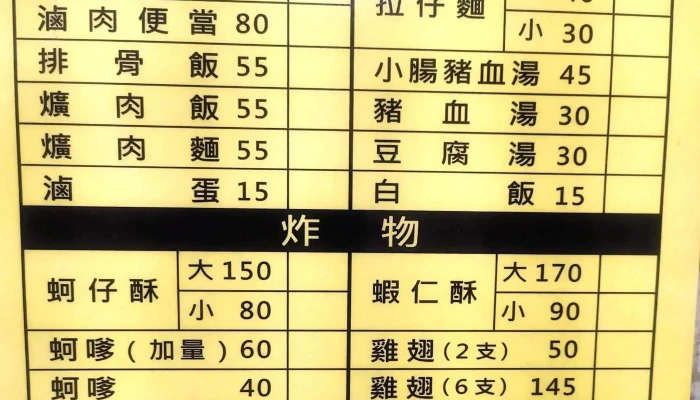 滷肉便當 80
排骨飯 55
爌肉飯 55
爌肉麵 55
滷蛋 15
拉仔麵
小 30
小腸豬血湯 45
豬血湯 30
豆腐湯 30
白飯 15
炸物
蚵仔酥 大 150
小 80
蚵嗲(加量) 60
蚵嗲 40
蝦仁酥 大 170
小 90
雞翅(2支) 50
雞翅(6支) 145